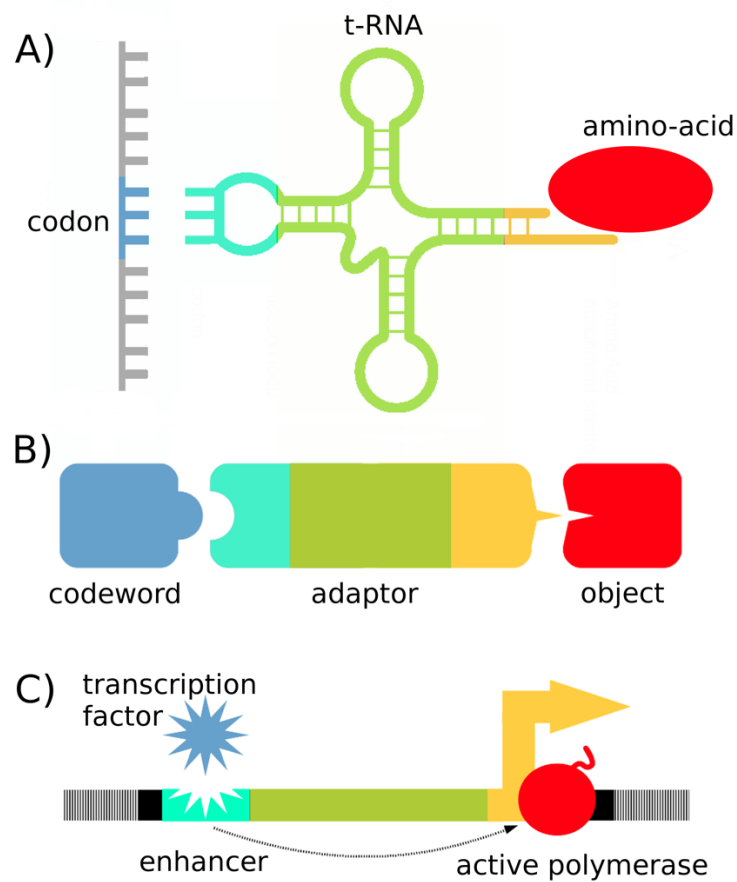 A)
t-RNA
amino-acid
codon
B)
codeword
adaptor
object
C)
transcription
factor
enhancer
active polymerase